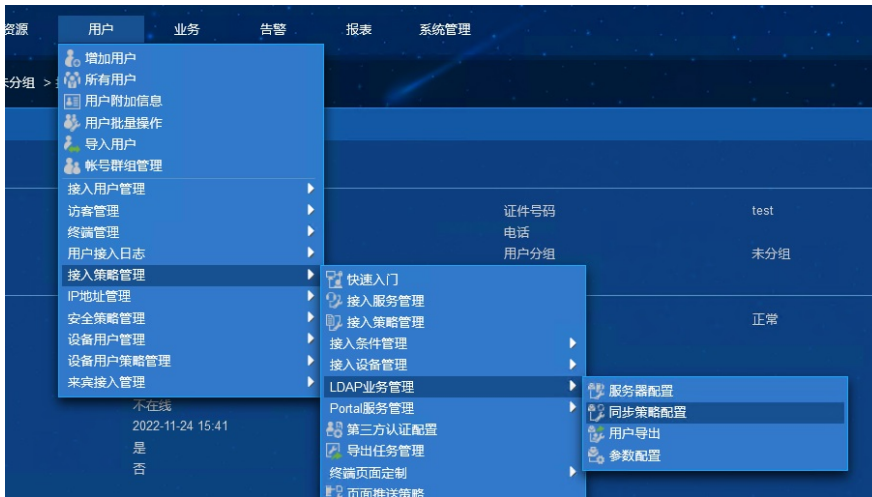 资源 用户 业务 告警 报表 系统管理
未分组 >
增加用户
所有用户
用户附加信息
用户批量操作
导入用户
帐号群组管理
接入用户管理
访客管理
终端管理
用户接入日志
接入策略管理
IP地址管理
安全策略管理
设备用户管理
设备用户策略管理
来宾接入管理
证件号码 test
电话
用户分组 未分组
正常
快速入门
接入服务管理
接入策略管理
接入条件管理
接入设备管理
LDAP业务管理
Portal服务管理
第三方认证配置
导出任务管理
终端页面定制
页面推送策略
服务器配置
同步策略配置
用户导出
参数配置
不在线
2022-11-24 15:41
是
否